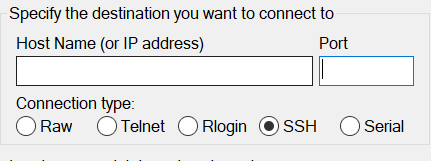 Specify the destination you want to connect to
Host Name (or IP address) Port
Connection type:
Raw Telnet Rlogin SSH Serial